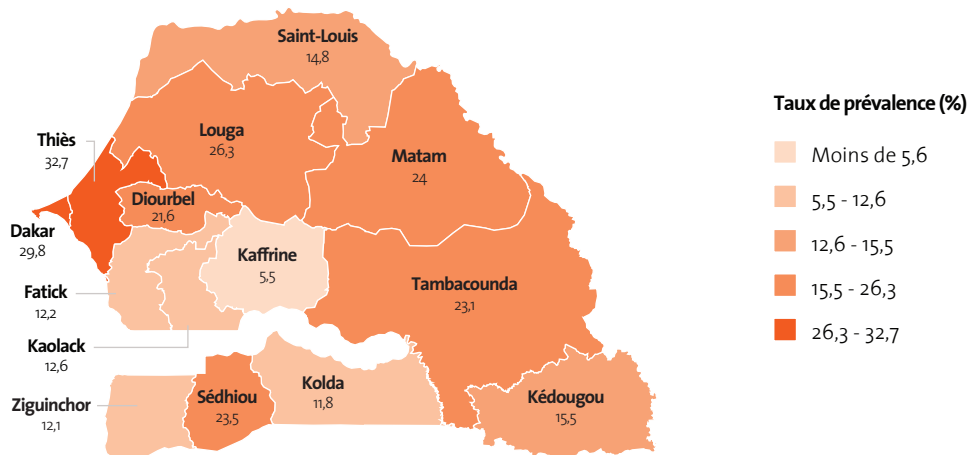 Saint-Louis
14,8
Louga
26,3
Thiès
32,7
Matam
24
Diourbel
21,6
Dakar
29,8
Kaffrine
5,5
Tambacounda
23,1
Fatick
12,2
Kaolack
12,6
Kolda
11,8
Sédhiou
23,5
Kédougou
15,5
Ziguinchor
12,1
Taux de prévalence (%)
Moins de 5,6
5,5 - 12,6
12,6 - 15,5
15,5 - 26,3
26,3 - 32,7